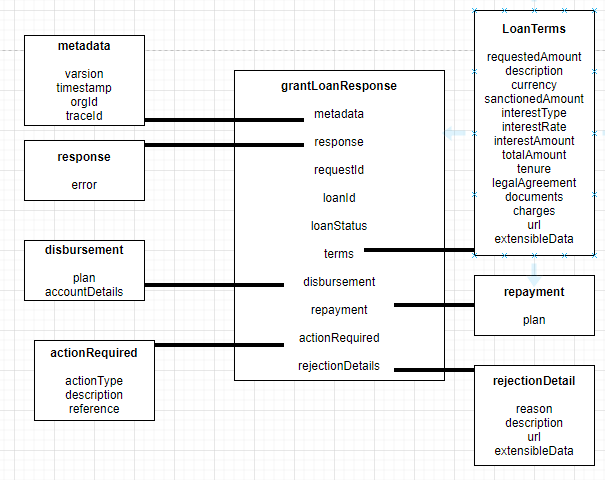 metadata
varsion
timestamp
orgId
traceId
response
error
disbursement
plan
accountDetails
actionRequired
actionType
description
reference
grantLoanResponse
metadata
response
requestId
loanId
loanStatus
terms
disbursement
repayment
actionRequired
rejectionDetails
LoanTerms
requestedAmount
description
currency
sanctionedAmount
interestType
interestRate
interestAmount
totalAmount
tenure
legalAgreement
documents
charges
url
extensibleData
repayment
plan
rejectionDetail
reason
description
url
extensibleData